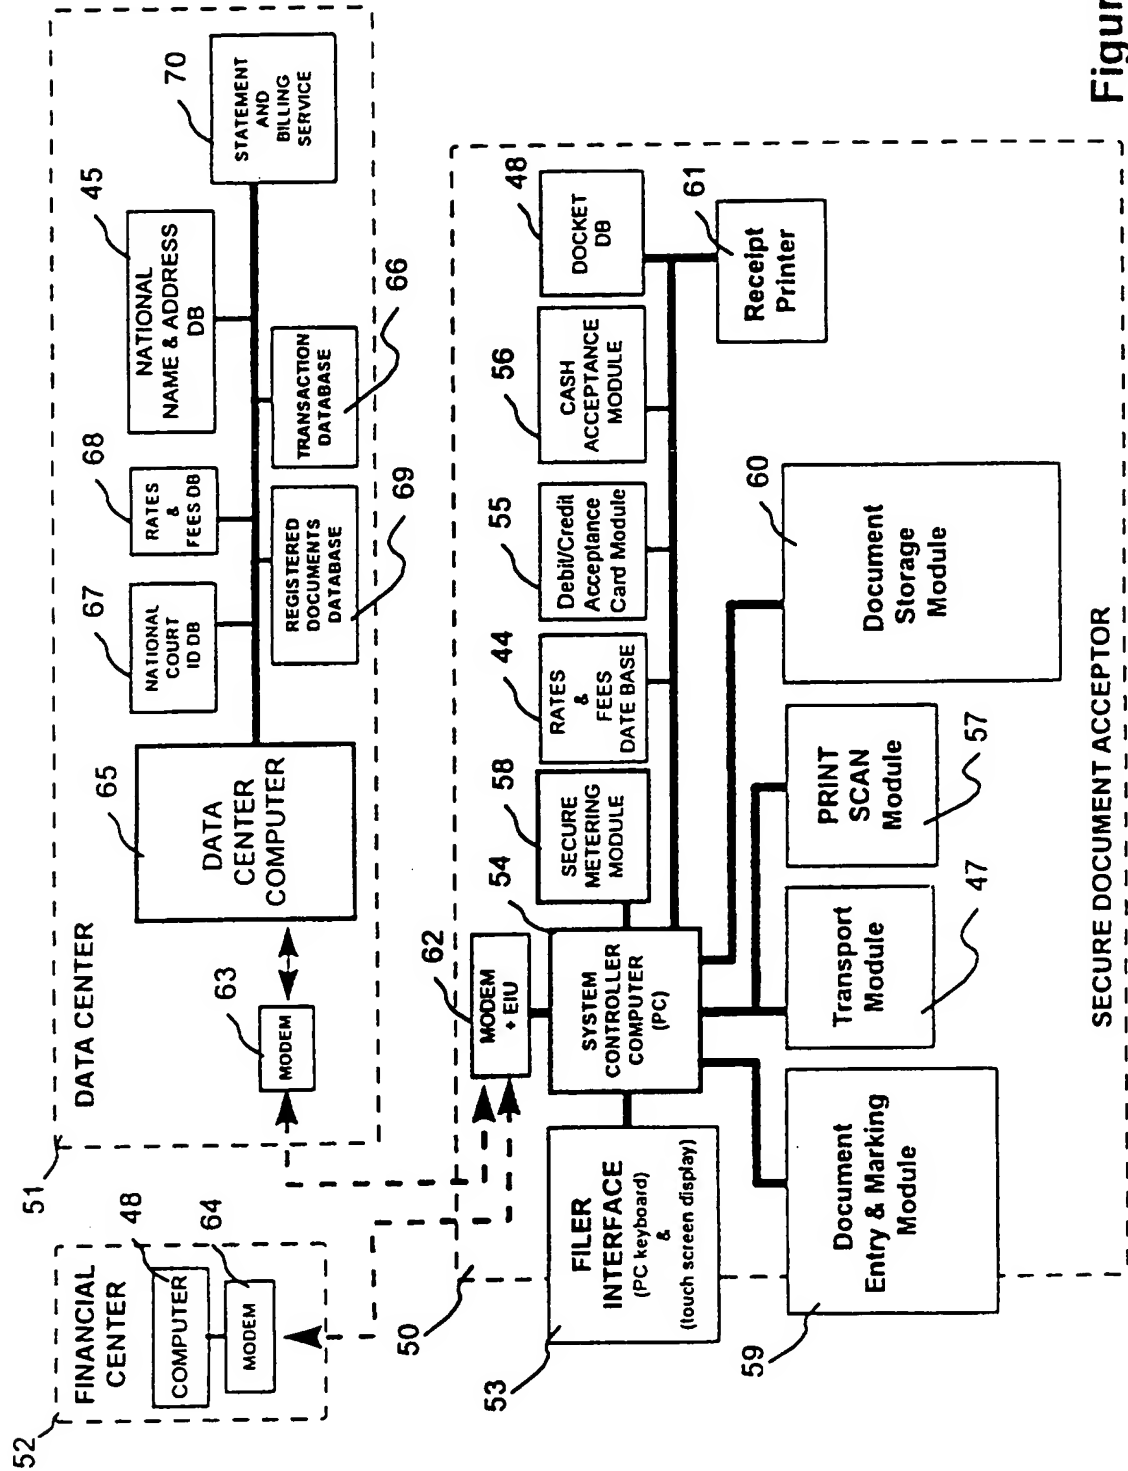 52
FINANCIAL
CENTER
48
COMPUTER
64
MODEM
51
DATA CENTER
63
MODEM
65
DATA
CENTER
COMPUTER
67
NATIONAL
COURT
ID DB
68
RATES
&
FEES DB
45
NATIONAL
NAME & ADDRESS
DB
70
STATEMENT
AND
BILLING
SERVICE
REGISTERED
DOCUMENTS
DATABASE
69
TRANSACTION
DATABASE
66
50
53
FILER
INTERFACE
(PC keyboard)
&
(touch screen display)
62
MODEM
+ EIU
54
SYSTEM
CONTROLLER
COMPUTER
(PC)
58
SECURE
METERING
MODULE
44
RATES
&
FEES
DATE BASE
55
Debit/Credit
Acceptance
Card Module
56
CASH
ACCEPTANCE
MODULE
48
DOCKET
DB
61
Receipt
Printer
59
Document
Entry & Marking
Module
Transport
Module
47
PRINT
SCAN
Module
57
60
Document
Storage
Module
SECURE DOCUMENT ACCEPTOR